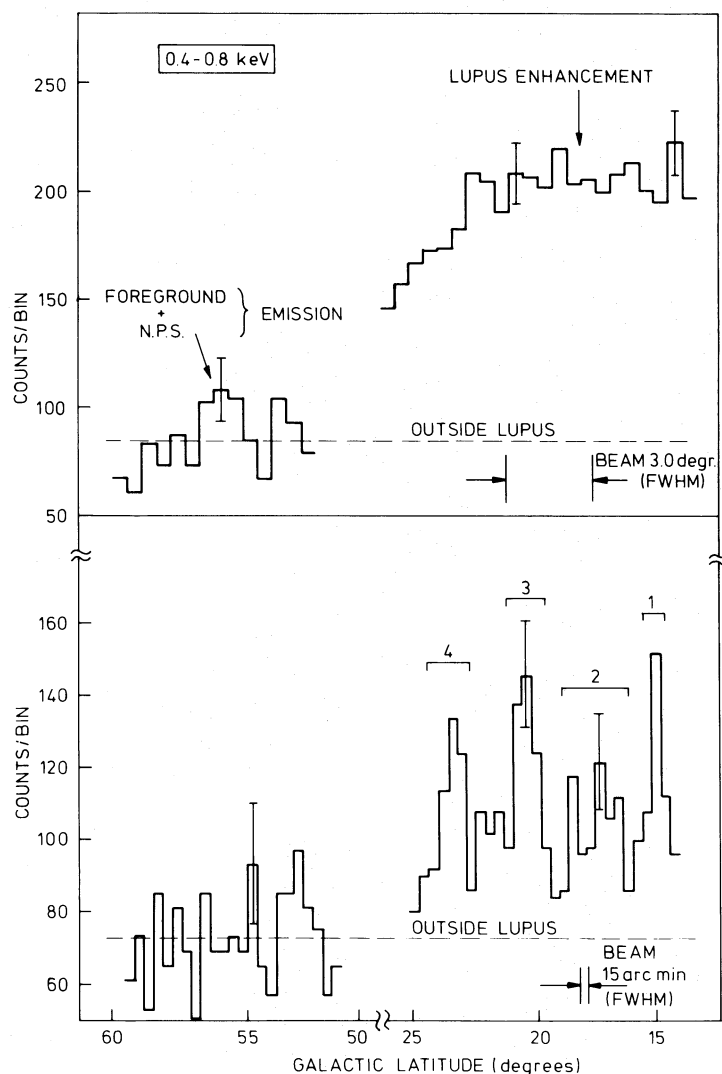 0.4-0.8 keV
LUPUS ENHANCEMENT
250
200
150
100
50
COUNTS/BIN
FOREGROUND
+
N.P.S.
EMISSION
OUTSIDE LUPUS
BEAM 3.0 degr.
(FWHM)
160
140
120
100
80
60
COUNTS/BIN
4
3
2
1
OUTSIDE LUPUS
BEAM
15 arc min
(FWHM)
60
55
50
25
20
15
GALACTIC LATITUDE (degrees)